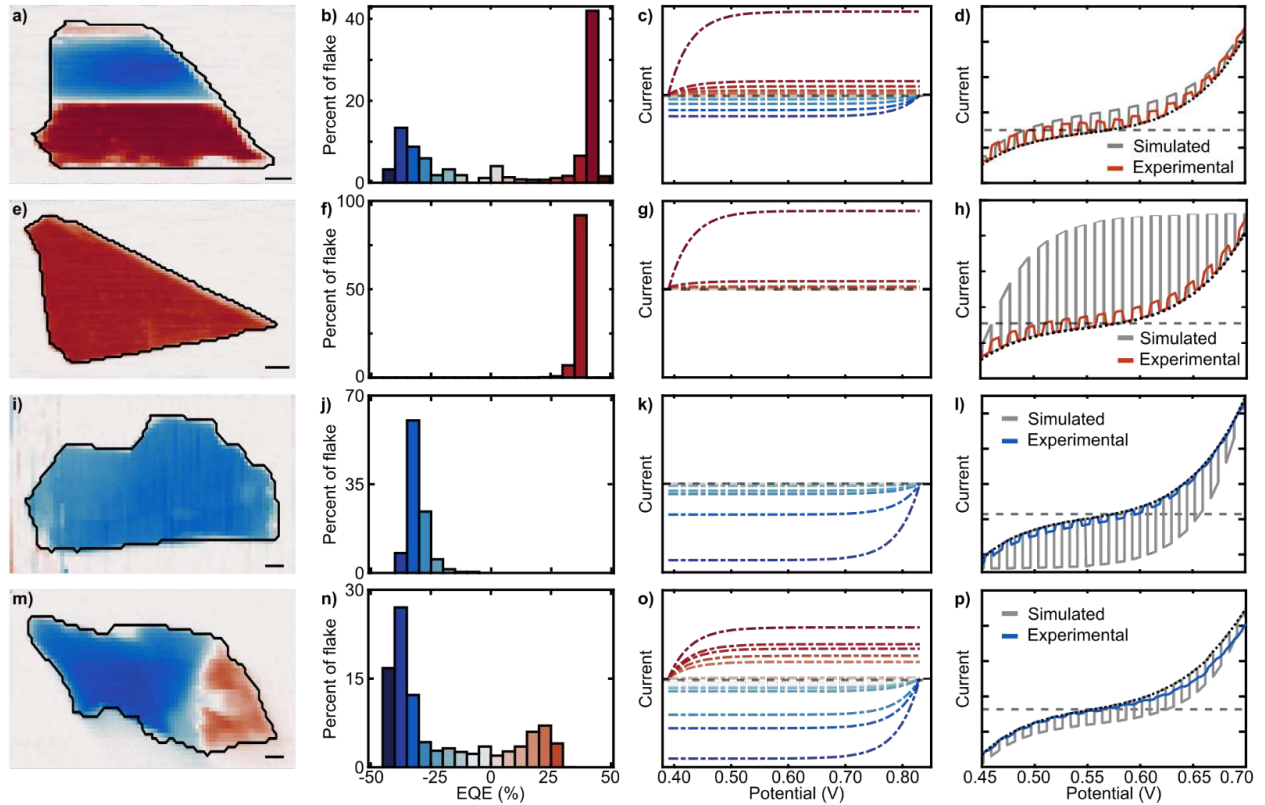 a)
b)
Percent of flake
40
20
0
c)
Current
d)
Current
Simulated
Experimental
e)
f)
Percent of flake
100
50
0
g)
Current
h)
Current
Simulated
Experimental
i)
j)
Percent of flake
70
35
0
k)
Current
l)
Current
Simulated
Experimental
m)
n)
Percent of flake
30
15
0
-50
-25
0
25
50
EQE (%)
o)
Current
0.40
0.50
0.60
0.70
0.80
Potential (V)
p)
Current
Simulated
Experimental
0.45
0.50
0.55
0.60
0.65
0.70
Potential (V)